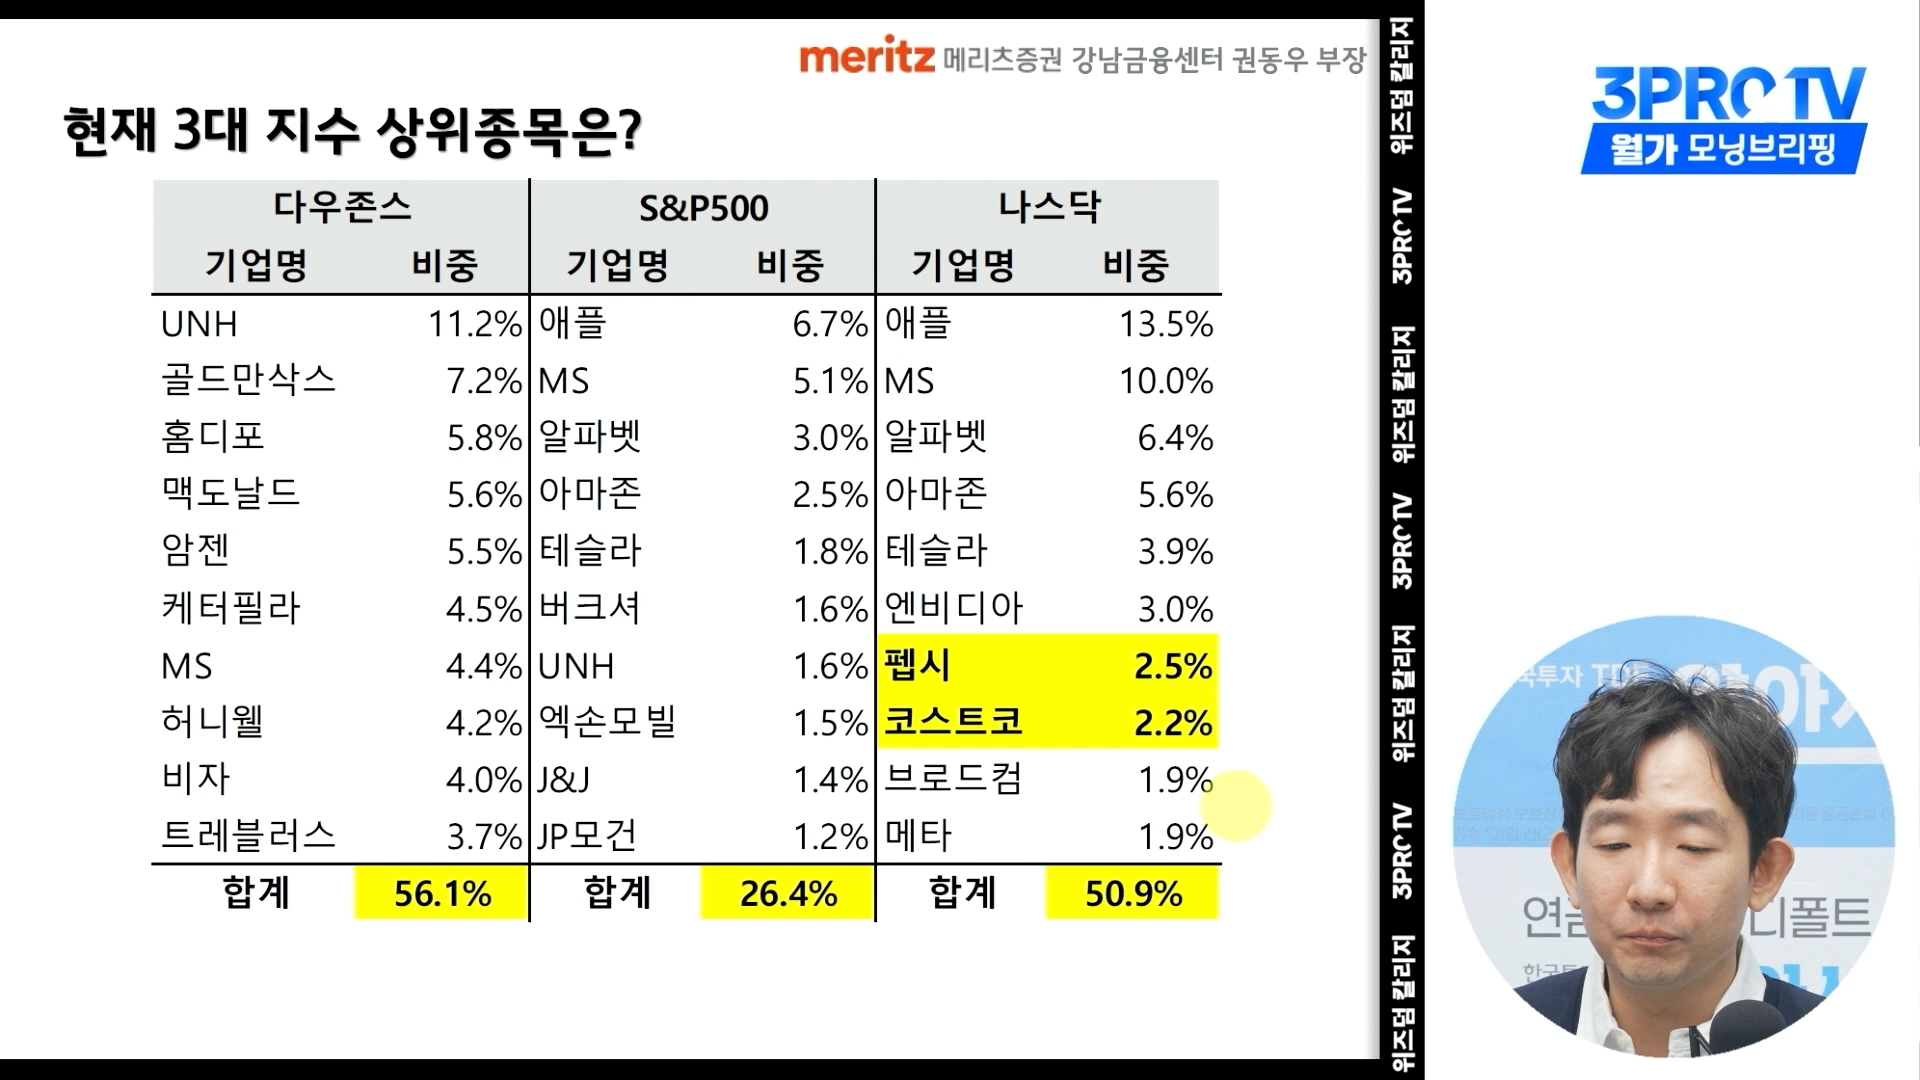 meritz 메리츠증권 강남금융센터 권동우 부장
현재 3대 지수 상위종목은?
다우존스 S&P500 나스닥
기업명 비중 기업명 비중 기업명 비중
UNH 11.2% 애플 6.7% 애플 13.5%
골드만삭스 7.2% MS 5.1% MS 10.0%
홈디포 5.8% 알파벳 3.0% 알파벳 6.4%
맥도날드 5.6% 아마존 2.5% 아마존 5.6%
암젠 5.5% 테슬라 1.8% 테슬라 3.9%
케터필라 4.5% 버크셔 1.6% 엔비디아 3.0%
MS 4.4% UNH 1.6% 펩시 2.5%
허니웰 4.2% 엑손모빌 1.5% 코스트코 2.2%
비자 4.0% J&J 1.4% 브로드컴 1.9%
트레블러스 3.7% JP모건 1.2% 메타 1.9%
합계 56.1% 합계 26.4% 합계 50.9%
위즈덤 칼리지
3PROTV
위즈덤 칼리지
3PROTV
위즈덤 칼리지
3PROTV
위즈덤 칼리지
3PROTV
월가 모닝브리핑
국투자
디폴트